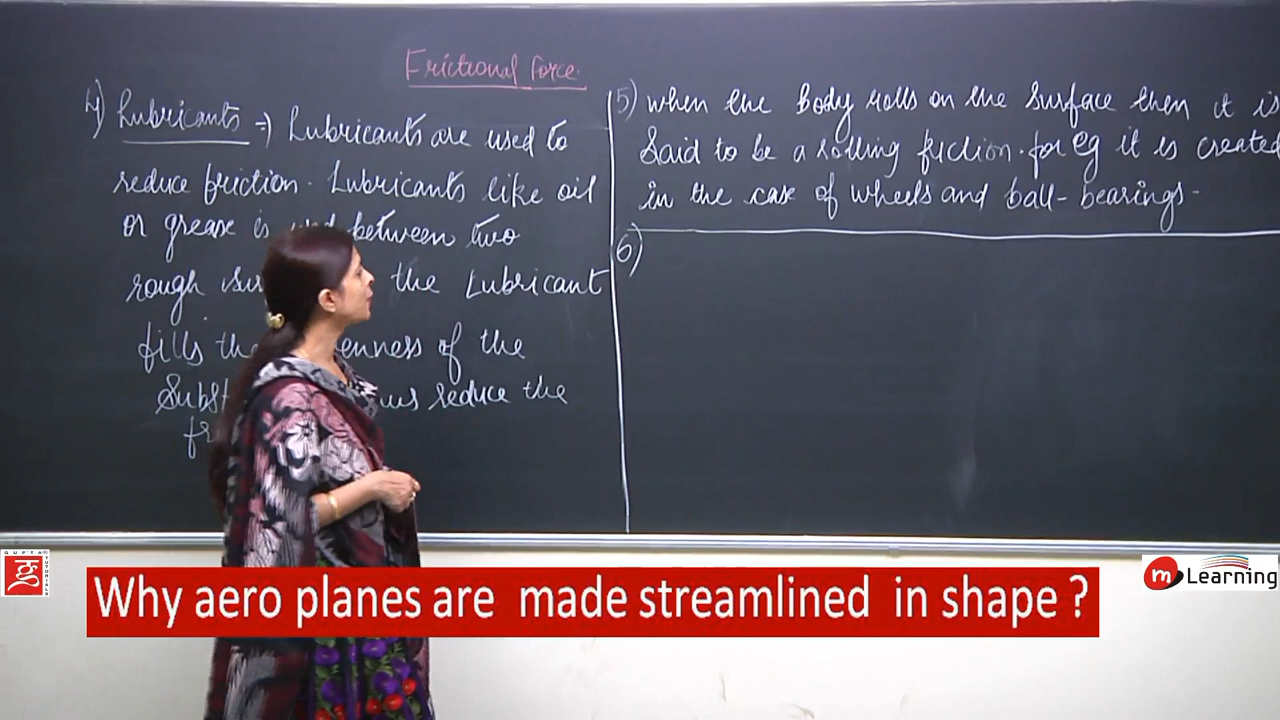 Frictional force.
4) Lubricants => Lubricants are used to
reduce friction. Lubricants like oil
or grease is between two
rough the Lubricant
fills the of the
reduce the
5) when the body rolls on the surface then it is
Said to be a rolling friction. for eg it is created
in the case of wheels and ball-bearings-
6)
GUPTA TUTORIALS
m Learning
Why aero planes are made streamlined in shape ?